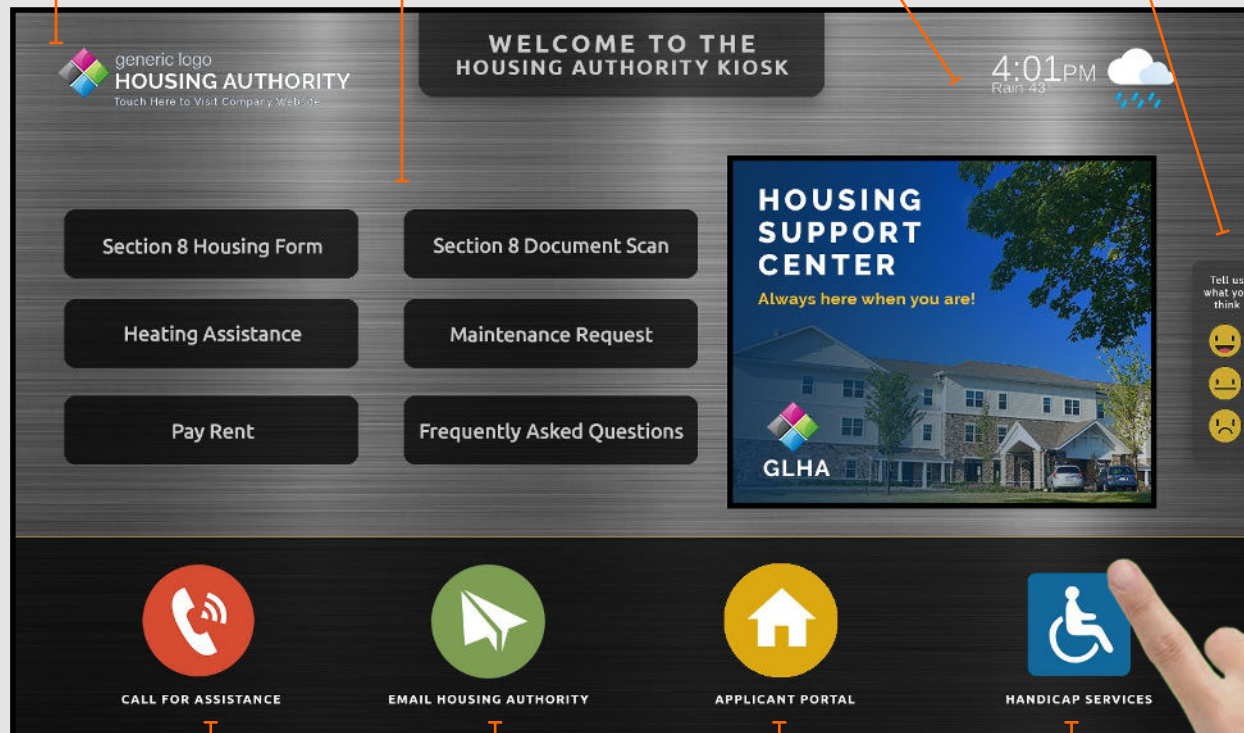 generic logo
HOUSING AUTHORITY
Touch Here to Visit Company Website
WELCOME TO THE
HOUSING AUTHORITY KIOSK
4:01PM
Rain 43°
Section 8 Housing Form
Section 8 Document Scan
Heating Assistance
Maintenance Request
Pay Rent
Frequently Asked Questions
HOUSING
SUPPORT
CENTER
Always here when you are!
GLHA
Tell us
what you
think
CALL FOR ASSISTANCE
EMAIL HOUSING AUTHORITY
APPLICANT PORTAL
HANDICAP SERVICES